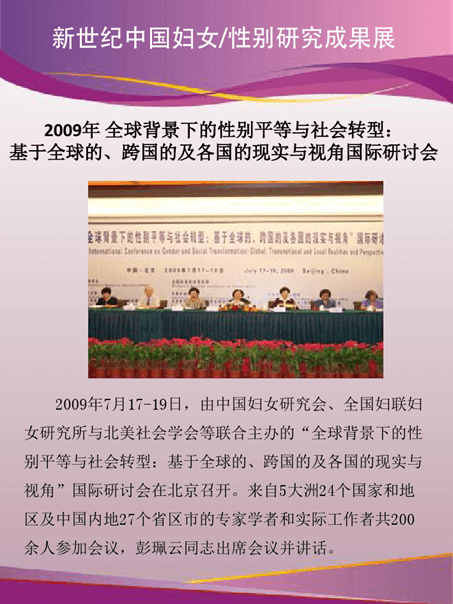 新世纪中国妇女/性别研究成果展
2009年 全球背景下的性别平等与社会转型：
基于全球的、跨国的及各国的现实与视角国际研讨会
全球背景下的性别平等与社会转型：基于全球的、跨国的及各国的现实与视角”国际研讨
International Conference on Gender and Social Transformation: Global, Transnational and Local Realities and Perspectiv
中国·北京 2009年7月17-19日 July 17-19, 2009 Beijing, China
2009年7月17-19日，由中国妇女研究会、全国妇联妇
女研究所与北美社会学会等联合主办的“全球背景下的性
别平等与社会转型：基于全球的、跨国的及各国的现实与
视角”国际研讨会在北京召开。来自5大洲24个国家和地
区及中国内地27个省区市的专家学者和实际工作者共200
余人参加会议，彭珮云同志出席会议并讲话。